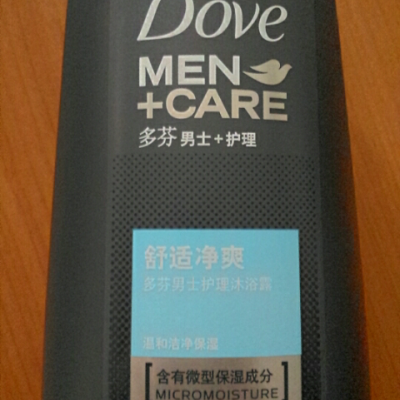 Dove
MEN
+CARE
多芬男士+护理
舒适净爽
多芬男士护理沐浴露
温和洁净保湿
含有微型保湿成分
MICROMOISTURE